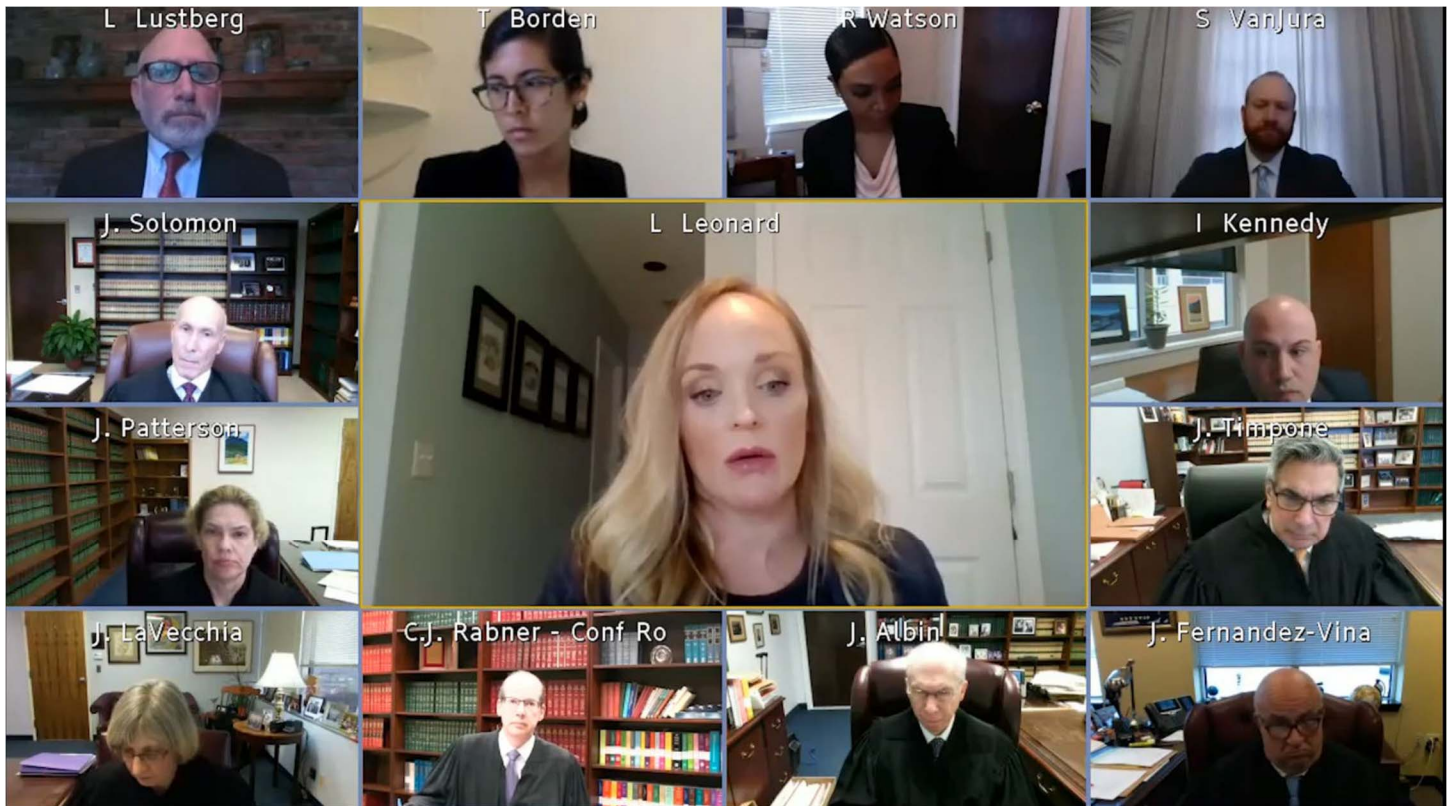 L Lustberg
T Borden
R Watson
S VanJura
J. Solomon
L Leonard
I Kennedy
J. Patterson
J. Timpone
J. LaVecchia
C.J. Rabner - Conf Ro
J. Albin
J. Fernandez-Vina